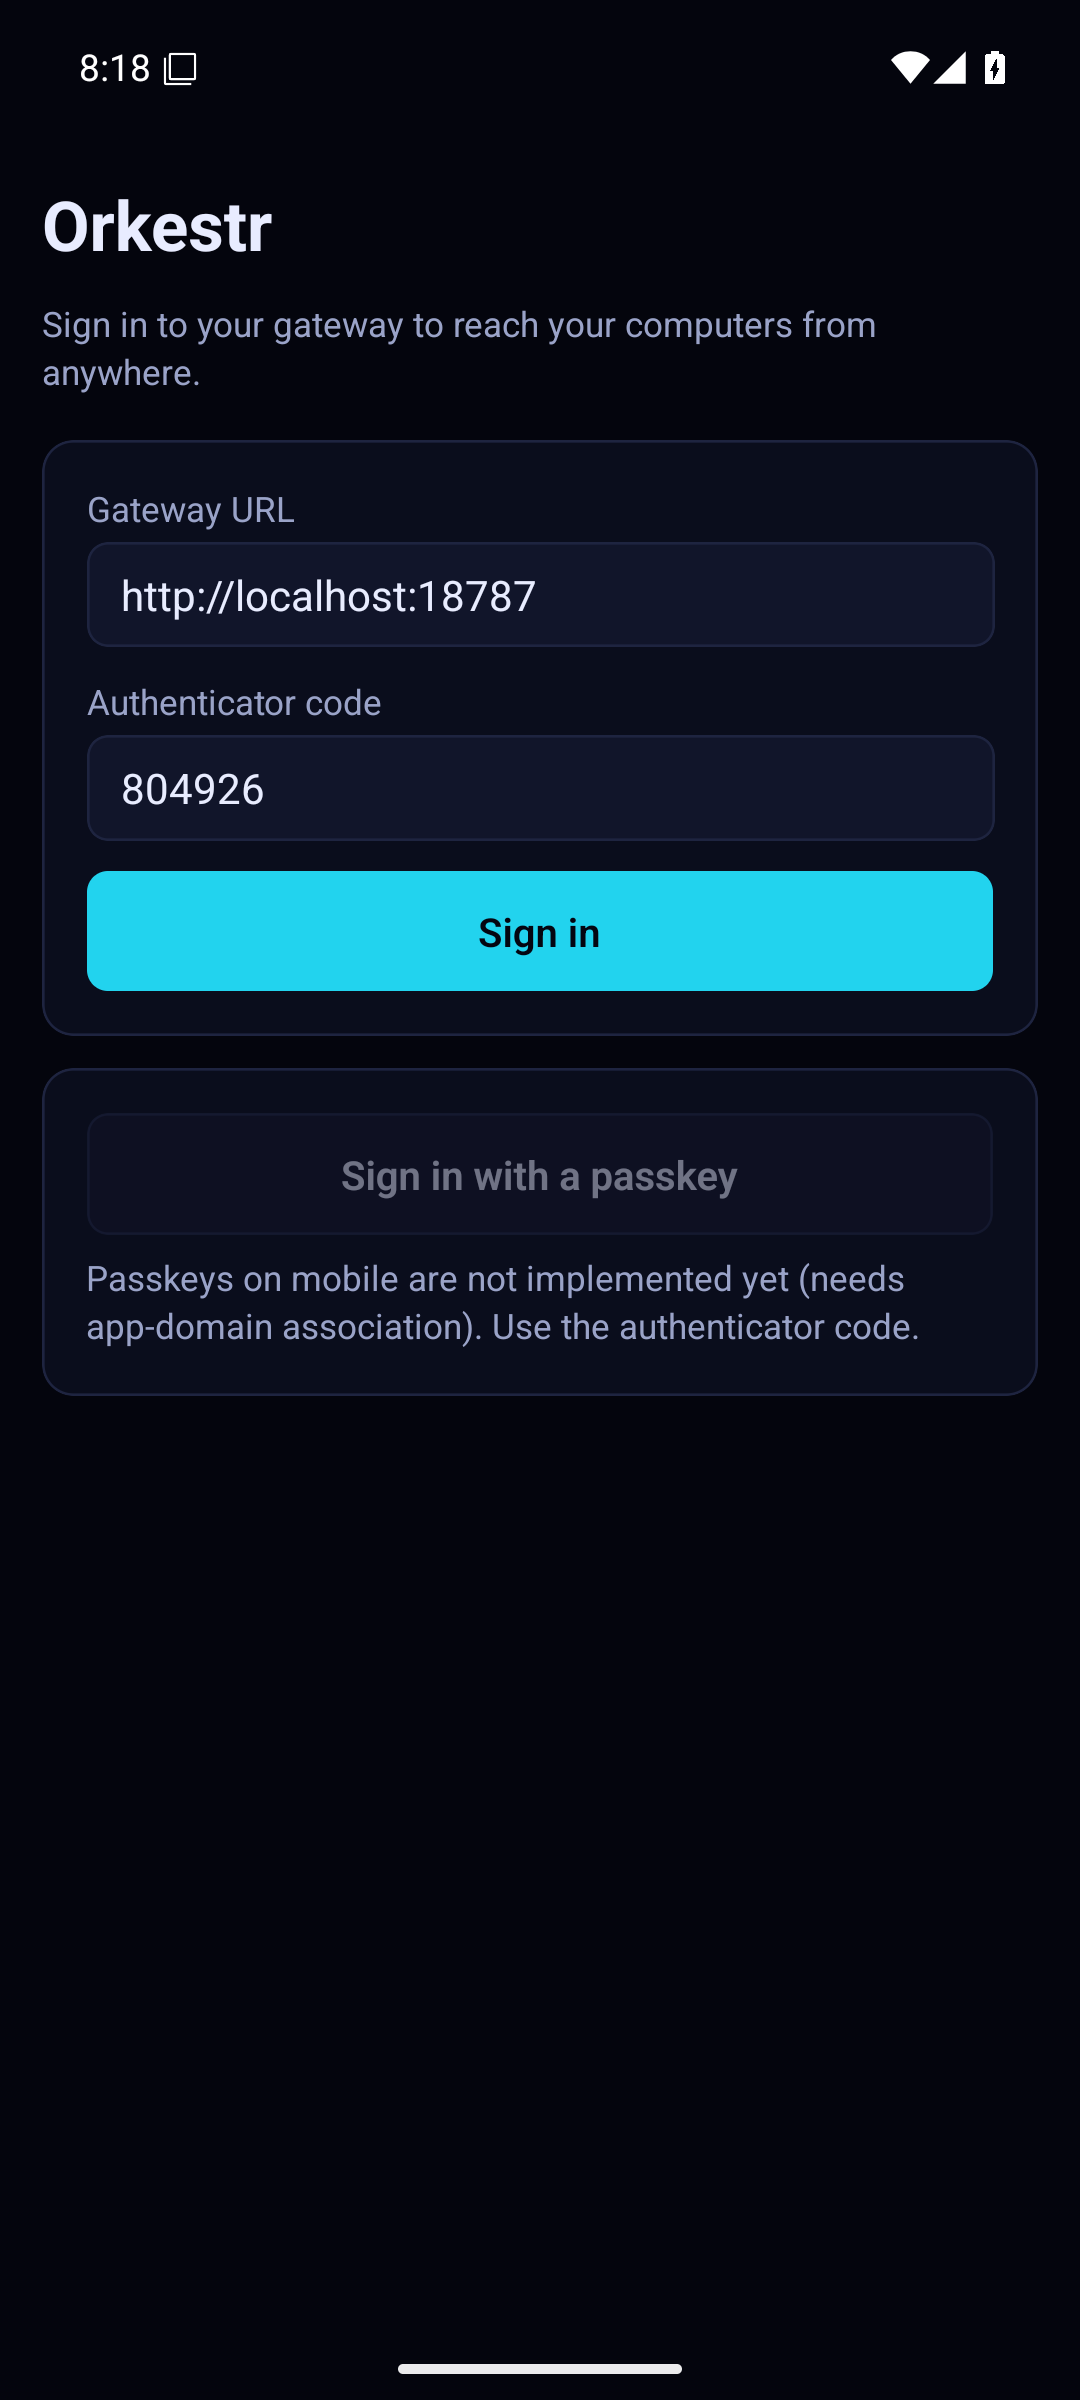 8:18
Orkestr
Sign in to your gateway to reach your computers from
anywhere.
Gateway URL
http://localhost:18787
Authenticator code
804926
Sign in
Sign in with a passkey
Passkeys on mobile are not implemented yet (needs
app-domain association). Use the authenticator code.